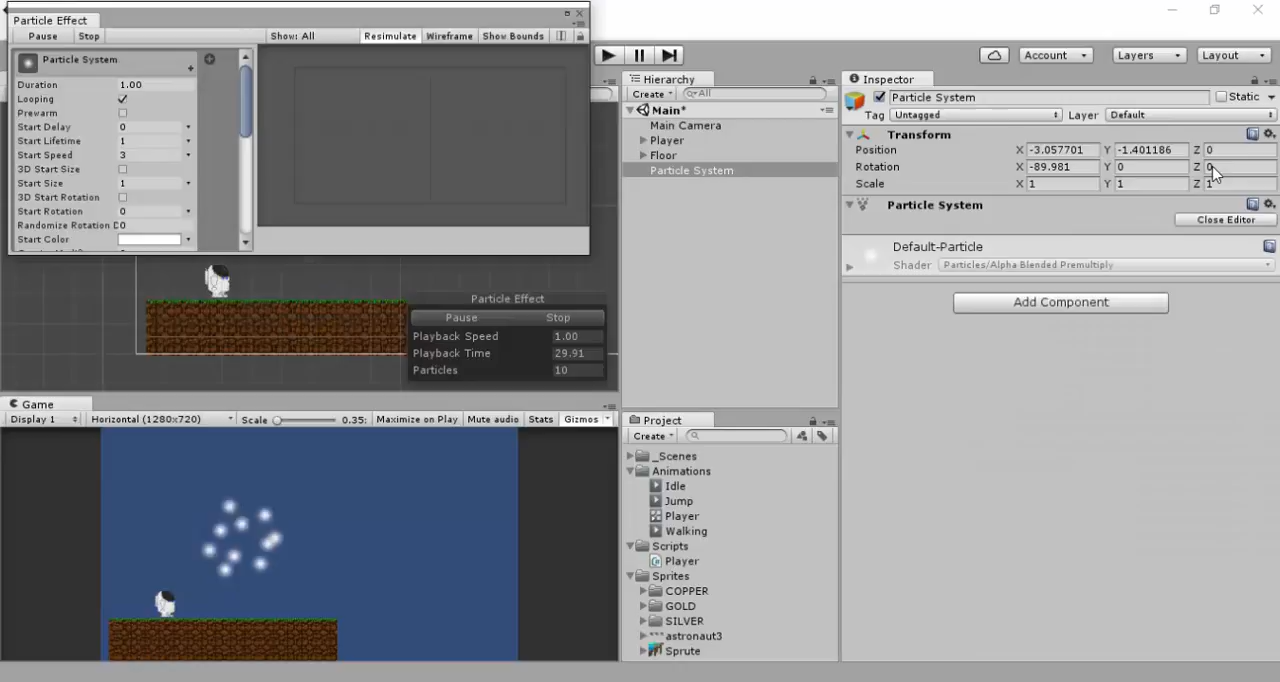 Particle Effect
Pause Stop Show: All Resimulate Wireframe Show Bounds
Particle System
Duration 1.00
Looping
Prewarm
Start Delay 0
Start Lifetime 1
Start Speed 3
3D Start Size
Start Size 1
3D Start Rotation
Start Rotation 0
Randomize Rotation D 0
Start Color
Account Layers Layout
Hierarchy
Create All
Main*
Main Camera
Player
Floor
Particle System
Inspector
Particle System Static
Tag Untagged Layer Default
Transform
Position X -3.057701 Y -1.401186 Z 0
Rotation X -89.981 Y 0 Z 0
Scale X 1 Y 1 Z 1
Particle System
Close Editor
Default-Particle
Shader Particles/Alpha Blended Premultiply
Add Component
Particle Effect
Pause Stop
Playback Speed 1.00
Playback Time 29.91
Particles 10
Game
Display 1 Horizontal (1280x720) Scale 0.35: Maximize on Play Mute audio Stats Gizmos
Project
Create
_Scenes
Animations
Idle
Jump
Player
Walking
Scripts
Player
Sprites
COPPER
GOLD
SILVER
astronaut3
Sprute